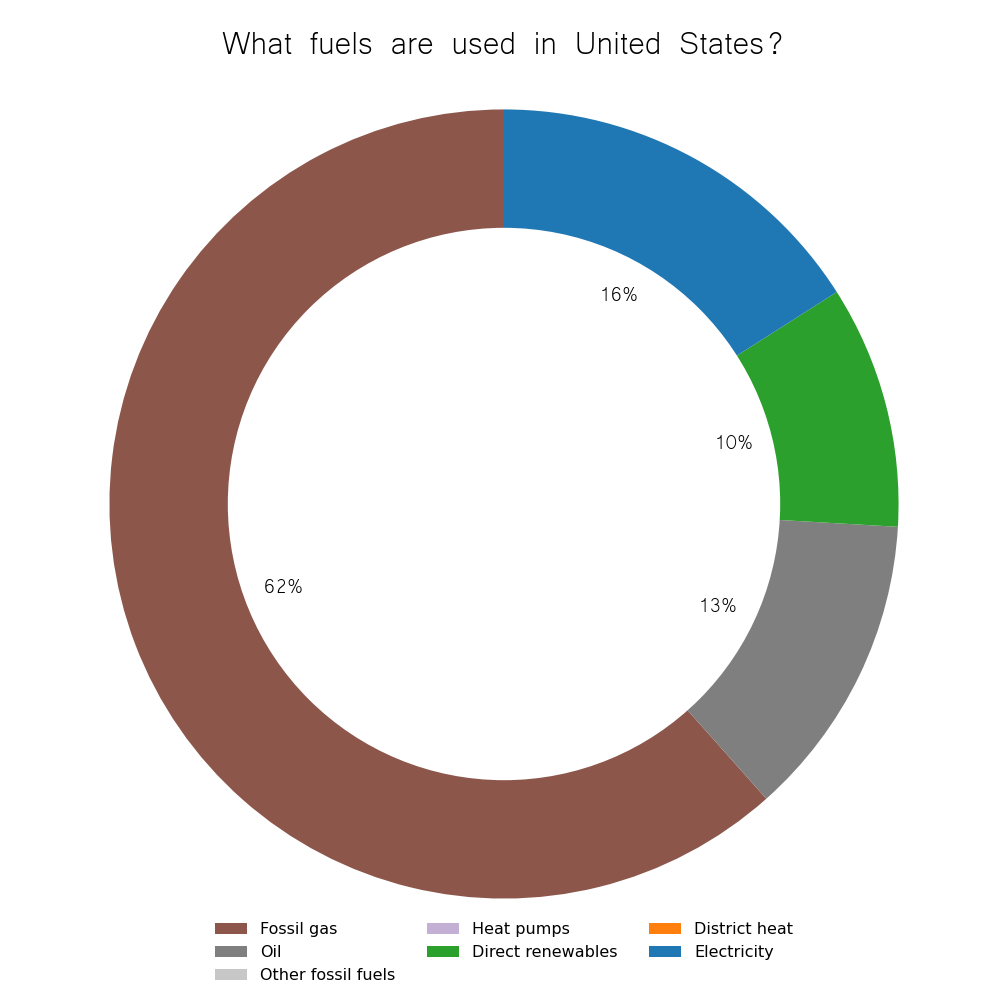 What fuels are used in United States?
16%
10%
62%
13%
Fossil gas
Oil
Other fossil fuels
Heat pumps
Direct renewables
District heat
Electricity